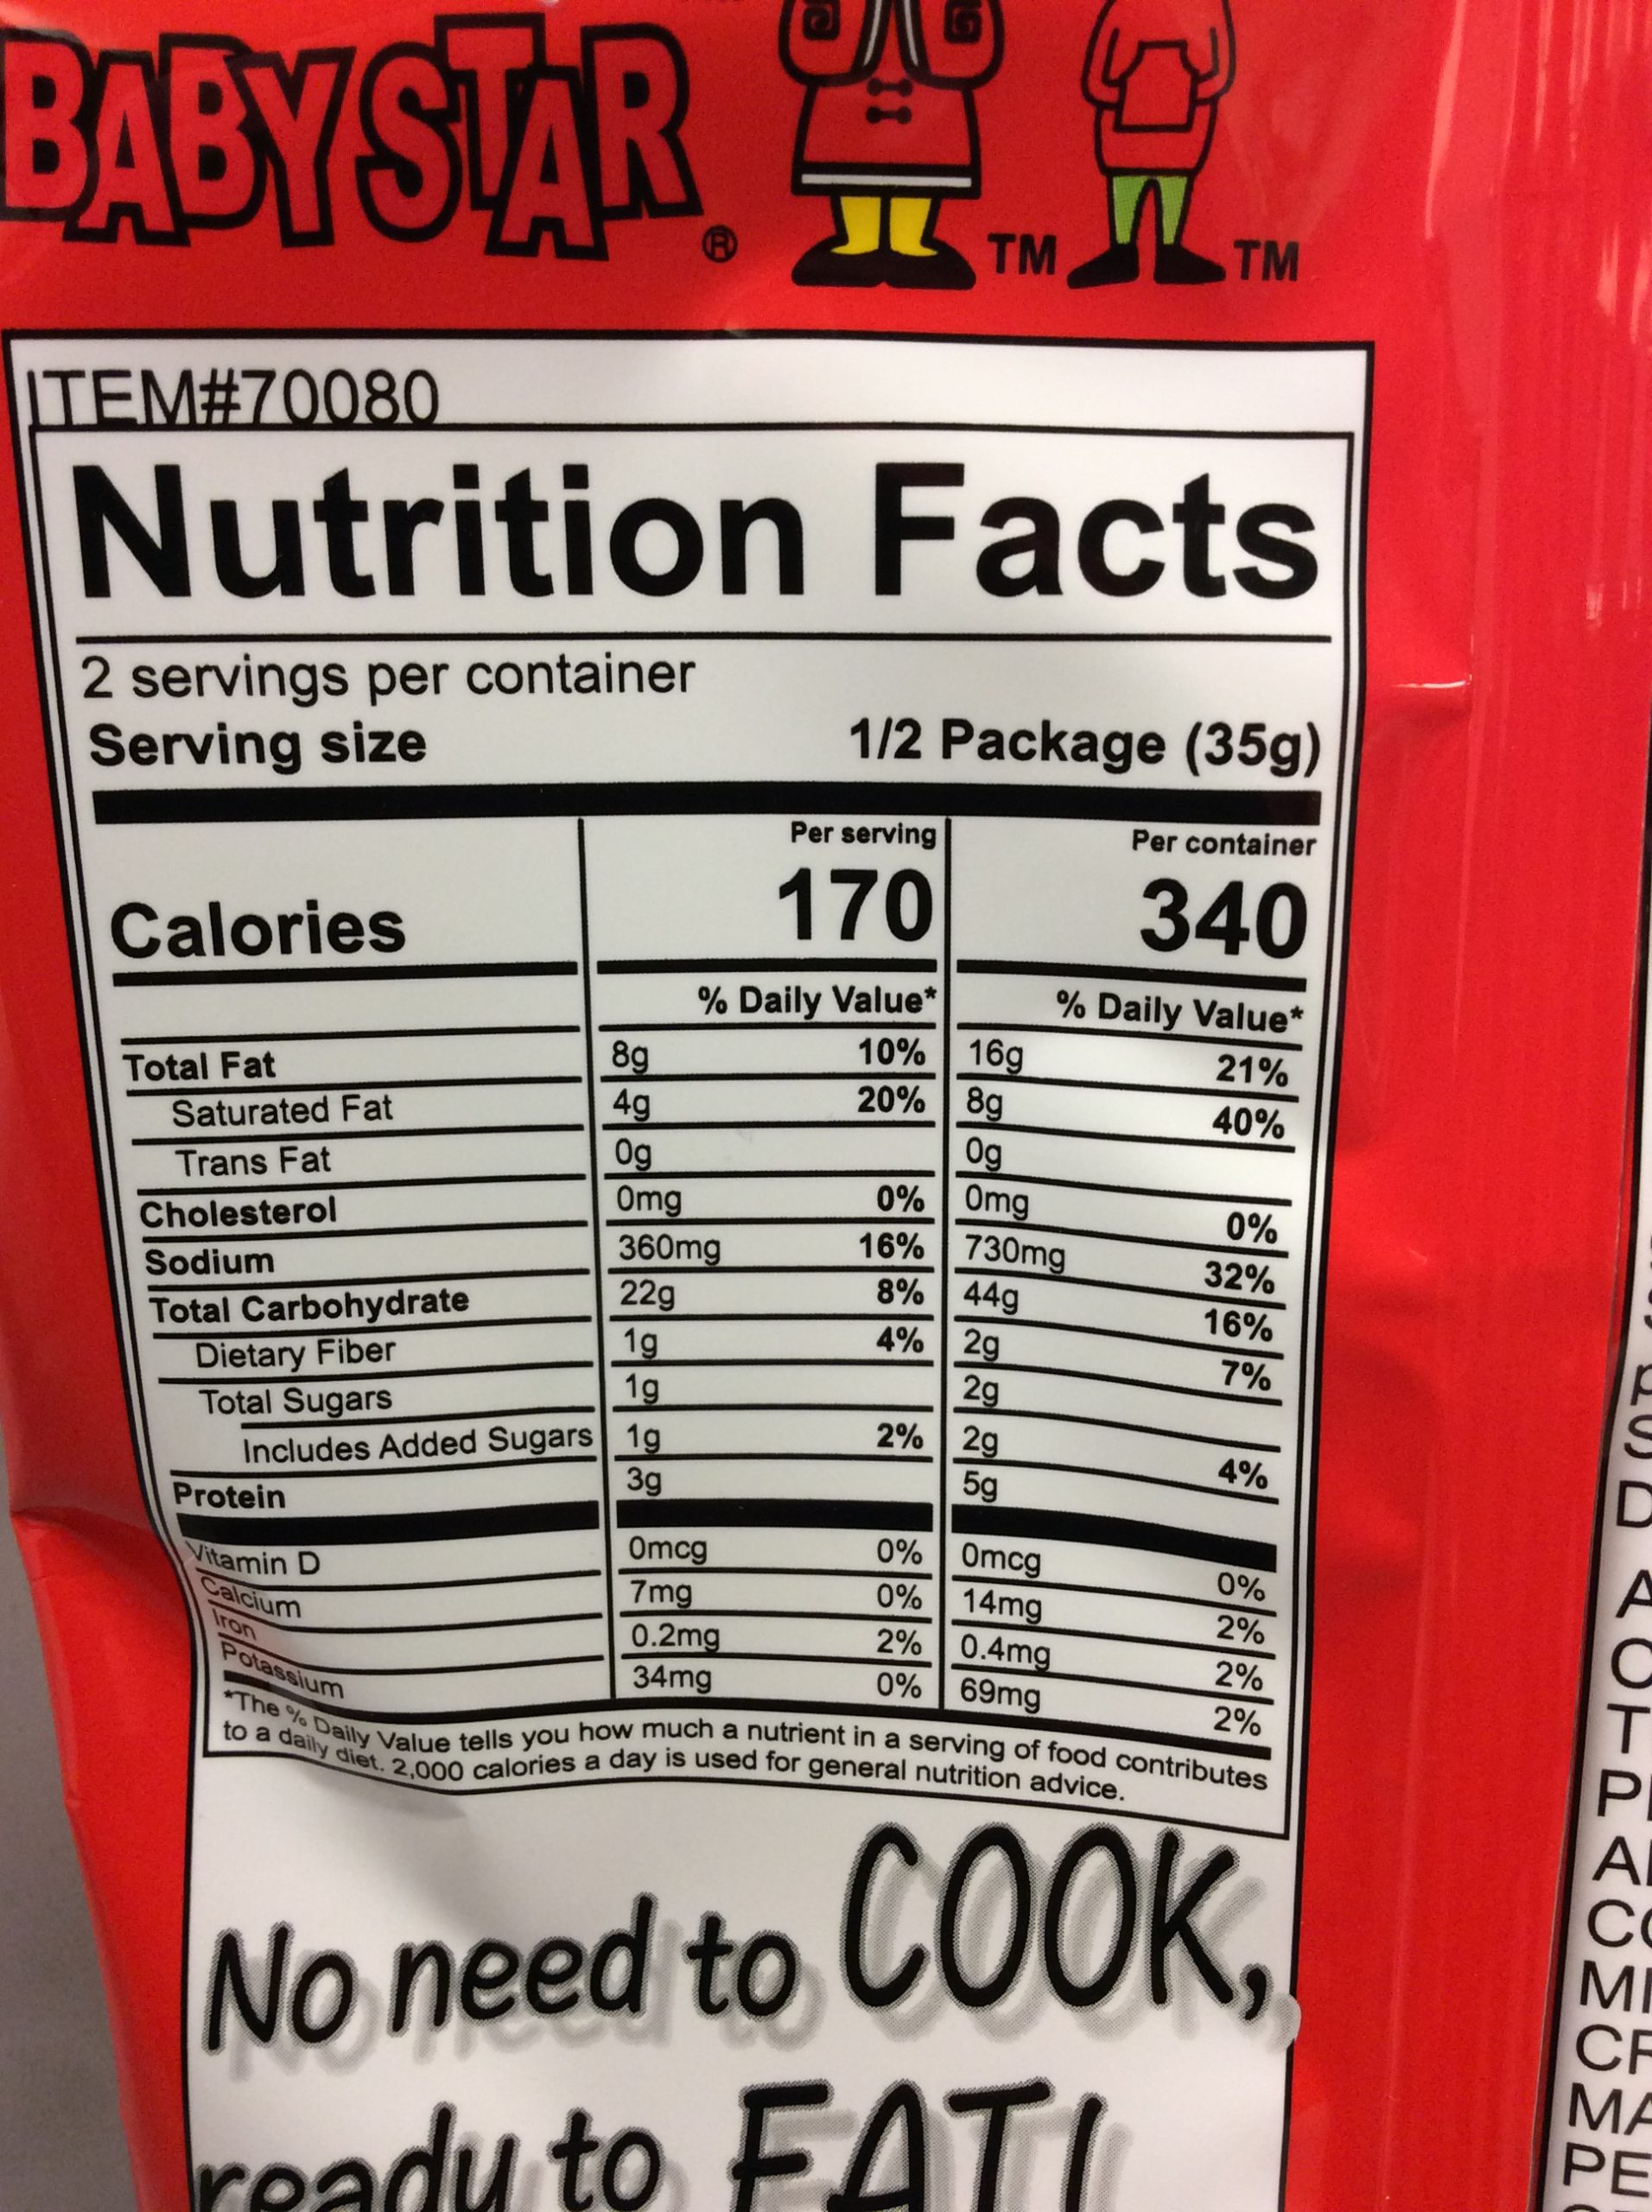 BABY STAR ®
TM TM
ITEM#70080
Nutrition Facts
2 servings per container
Serving size 1/2 Package (35g)
Per serving Per container
Calories 170 340
% Daily Value* % Daily Value*
Total Fat 8g 10% 16g 21%
Saturated Fat 4g 20% 8g 40%
Trans Fat 0g 0g
Cholesterol 0mg 0% 0mg 0%
Sodium 360mg 16% 730mg 32%
Total Carbohydrate 22g 8% 44g 16%
Dietary Fiber 1g 4% 2g 7%
Total Sugars 1g 2g
Includes Added Sugars 1g 2% 2g 4%
Protein 3g 5g
Vitamin D 0mcg 0% 0mcg 0%
Calcium 7mg 0% 14mg 2%
Iron 0.2mg 2% 0.4mg 2%
Potassium 34mg 0% 69mg 2%
*The % Daily Value tells you how much a nutrient in a serving of food contributes
to a daily diet. 2,000 calories a day is used for general nutrition advice.
No need to COOK,
ready to EAT!